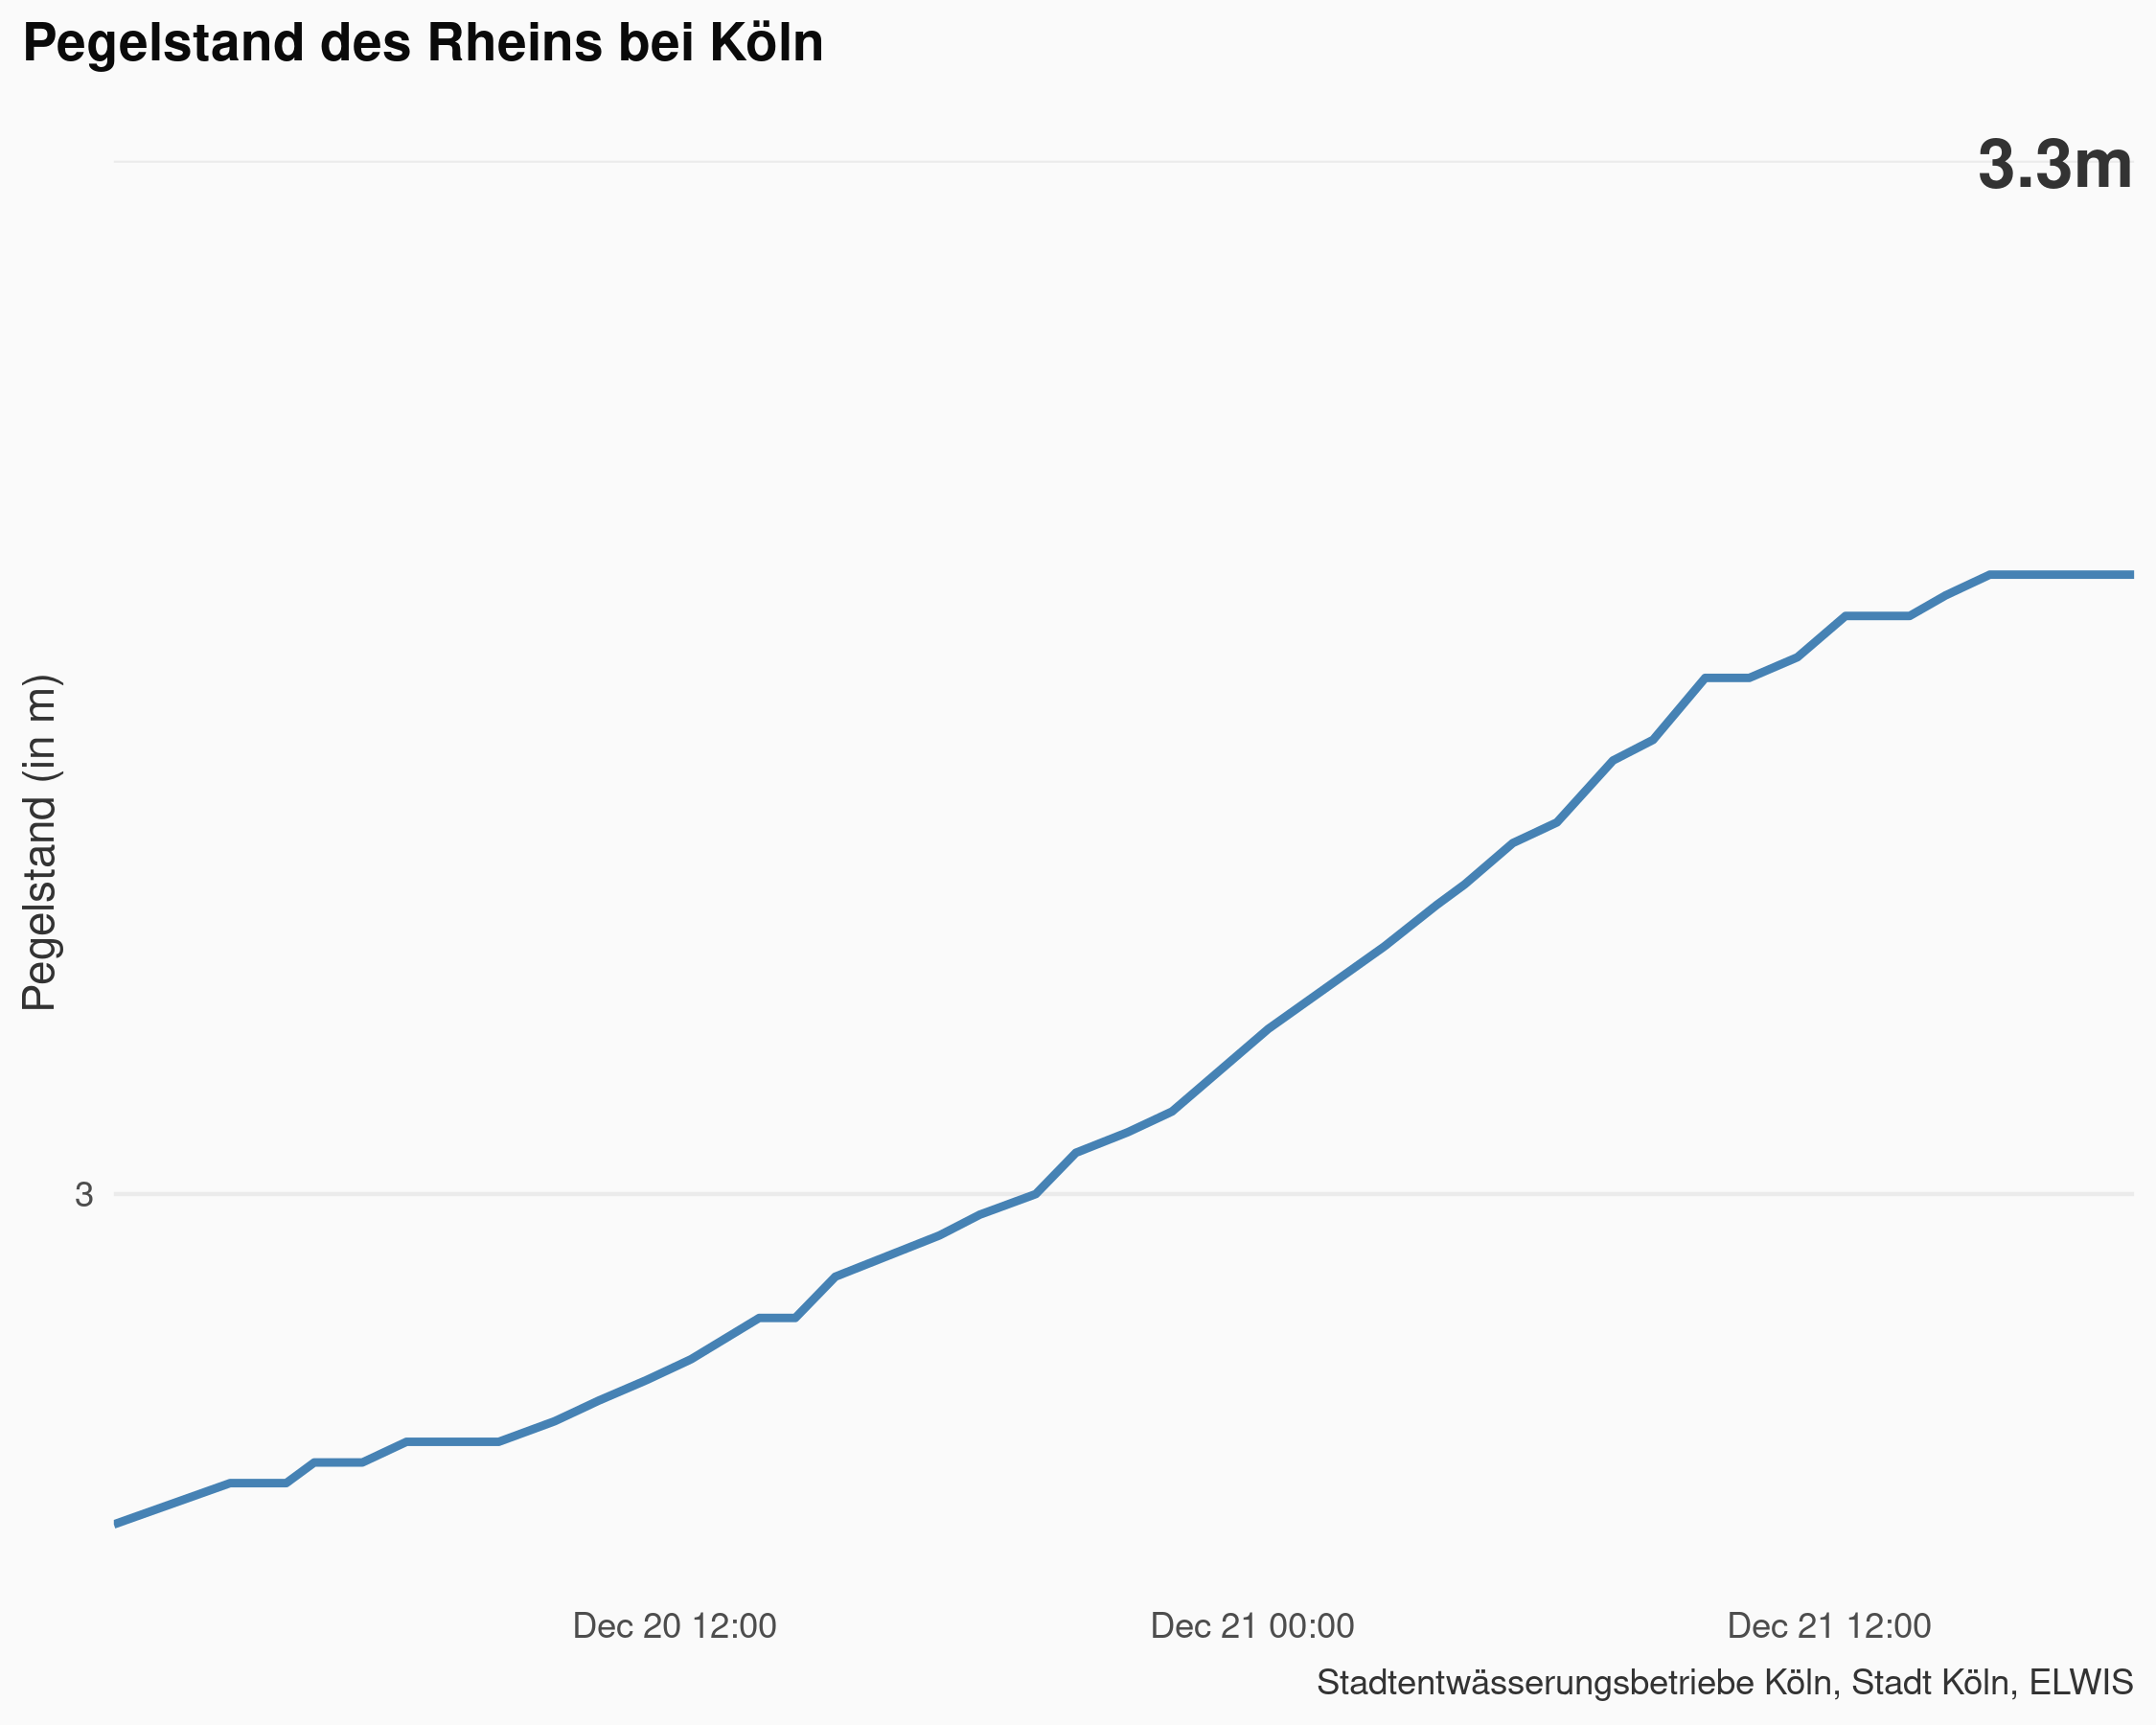 Pegelstand des Rheins bei Köln
3.3m
Pegelstand (in m)
3
Dec 20 12:00
Dec 21 00:00
Dec 21 12:00
Stadtentwässerungsbetriebe Köln, Stadt Köln, ELWIS